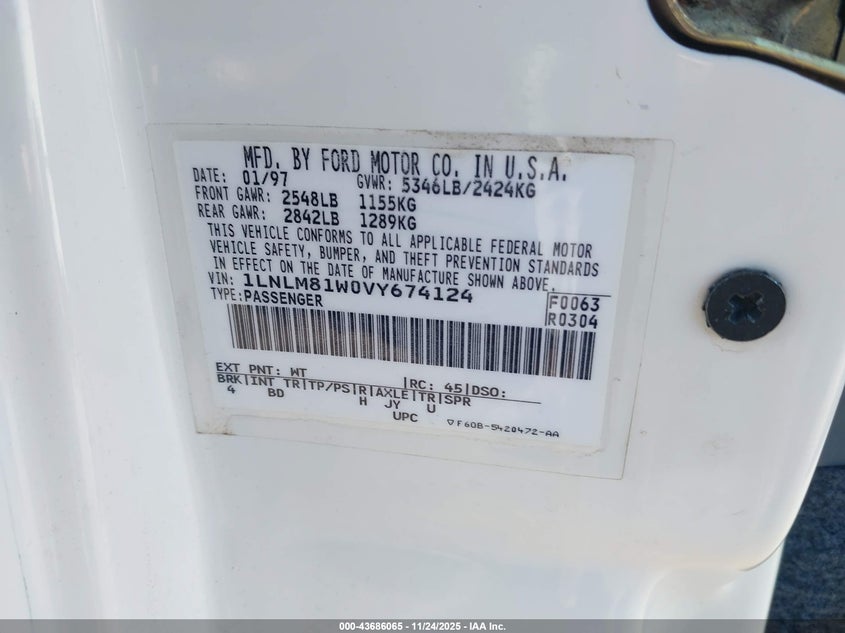 MFD. BY FORD MOTOR CO. IN U.S.A.
DATE: 01/97 GVWR: 5346LB/2424KG
FRONT GAWR: 2548LB 1155KG
REAR GAWR: 2842LB 1289KG
THIS VEHICLE CONFORMS TO ALL APPLICABLE FEDERAL MOTOR
VEHICLE SAFETY, BUMPER, AND THEFT PREVENTION STANDARDS
IN EFFECT ON THE DATE OF MANUFACTURE SHOWN ABOVE.
VIN: 1LNLM81W0VY674124 F0063
TYPE: PASSENGER R0304
EXT PNT: WT |RC: 45|DSO:
BRK|INT TR|TP/PS|R|AXLE|TR|SPR
4 BD H JY U
UPC ▽F60B-5420472-AA
000-43686065 - 11/24/2025 - IAA Inc.